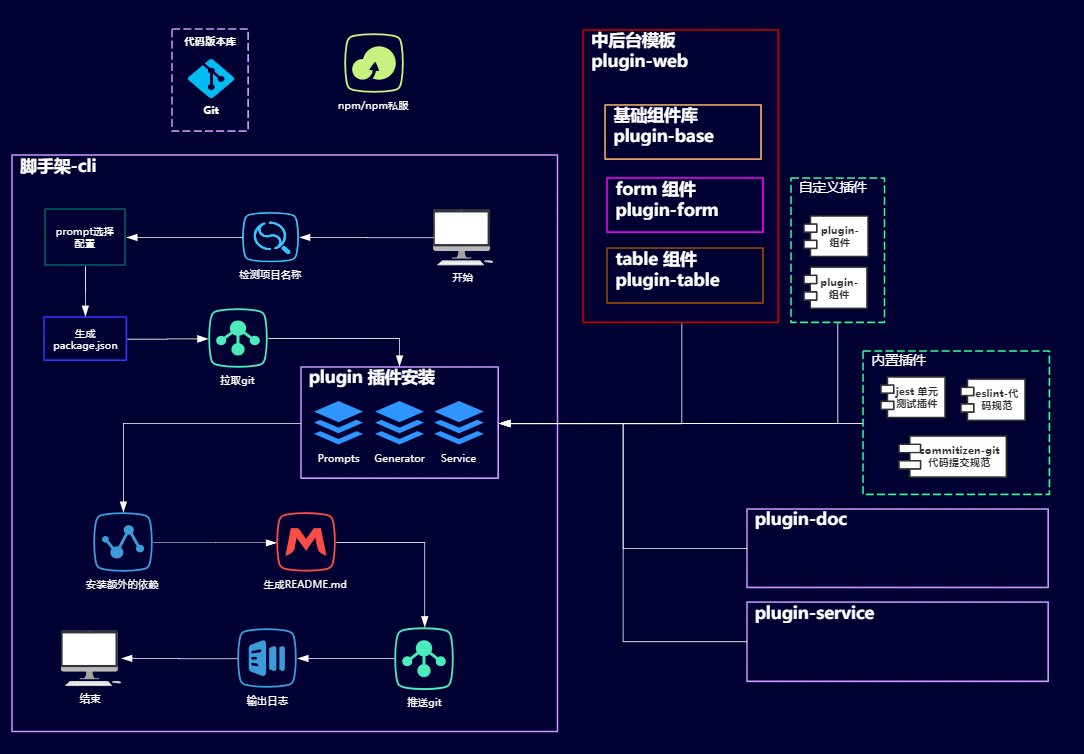 代码版本库
Git
npm/npm私服
中后台模板
plugin-web
基础组件库
plugin-base
form 组件
plugin-form
table 组件
plugin-table
自定义插件
plugin-
组件
plugin-
组件
内置插件
jest 单元
测试插件
eslint-代
码规范
commitizen-git
代码提交规范
plugin-doc
plugin-service
脚手架-cli
prompt选择
配置
检测项目名称
开始
生成
package.json
拉取git
plugin 插件安装
Prompts
Generator
Service
安装额外的依赖
生成README.md
结束
输出日志
推送git